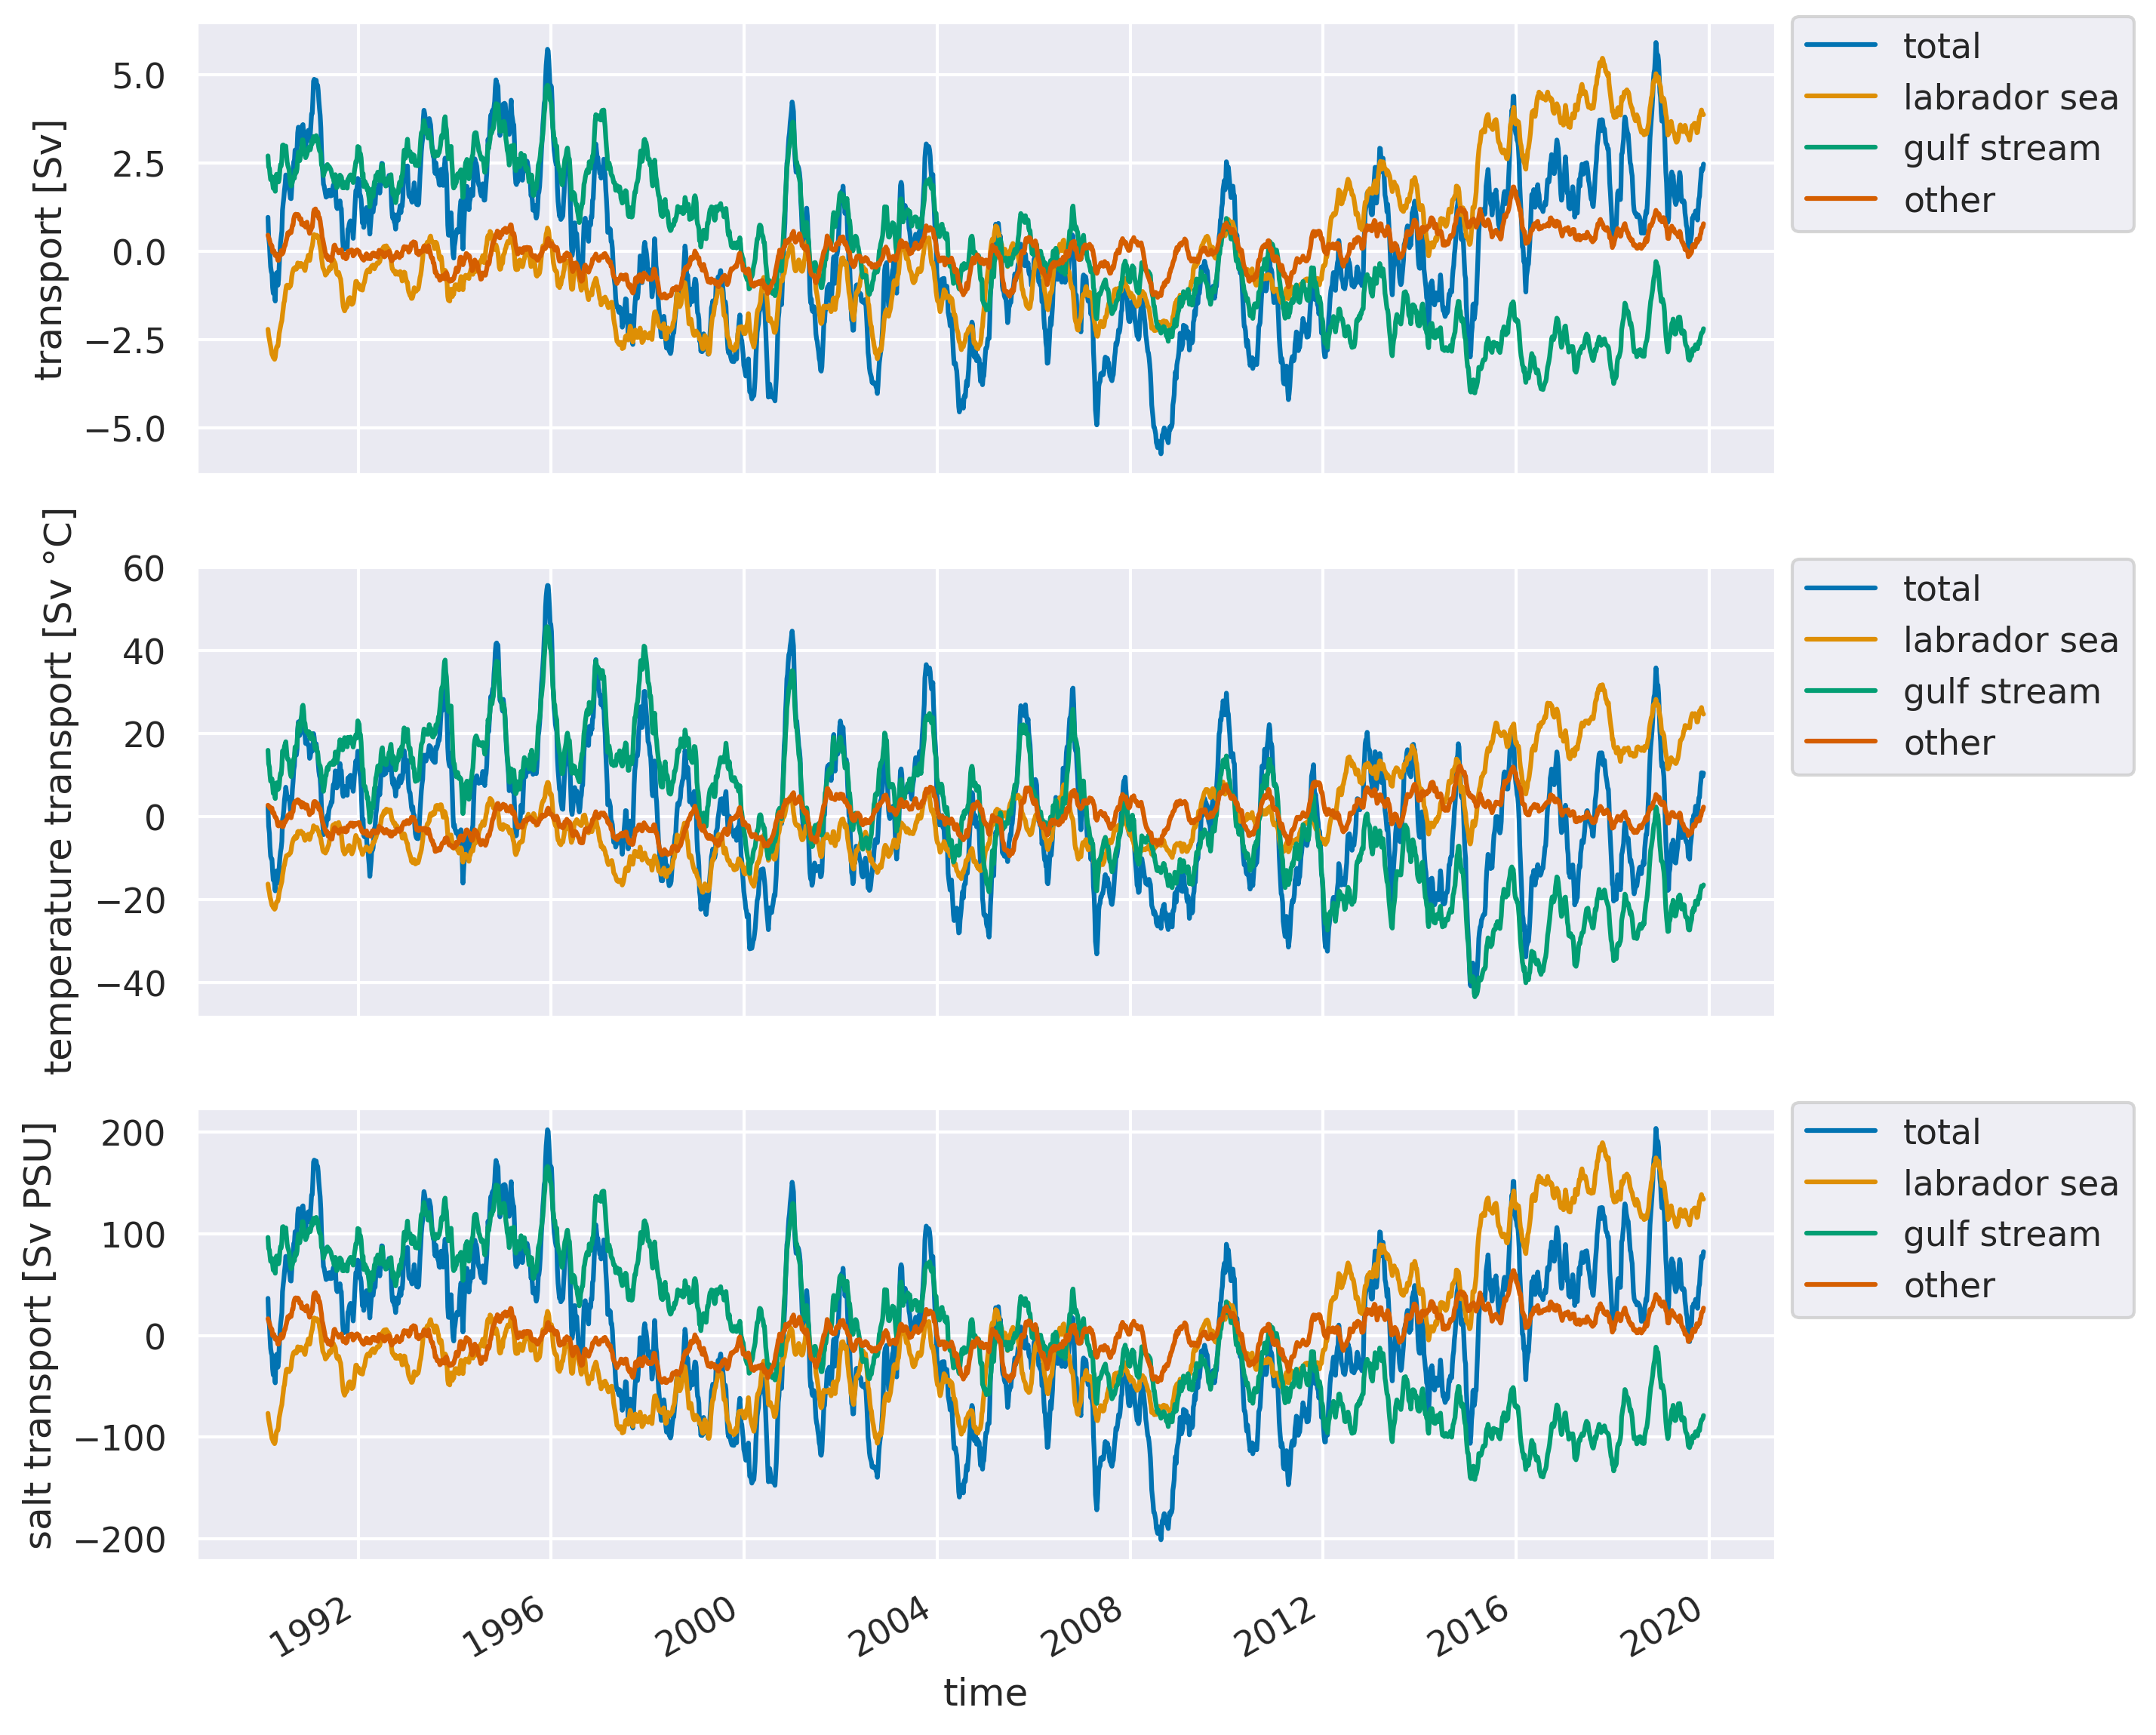 transport [Sv]
5.0
2.5
0.0
−2.5
−5.0
total
labrador sea
gulf stream
other
temperature transport [Sv °C]
60
40
20
0
−20
−40
total
labrador sea
gulf stream
other
salt transport [Sv PSU]
200
100
0
−100
−200
total
labrador sea
gulf stream
other
1992
1996
2000
2004
2008
2012
2016
2020
time